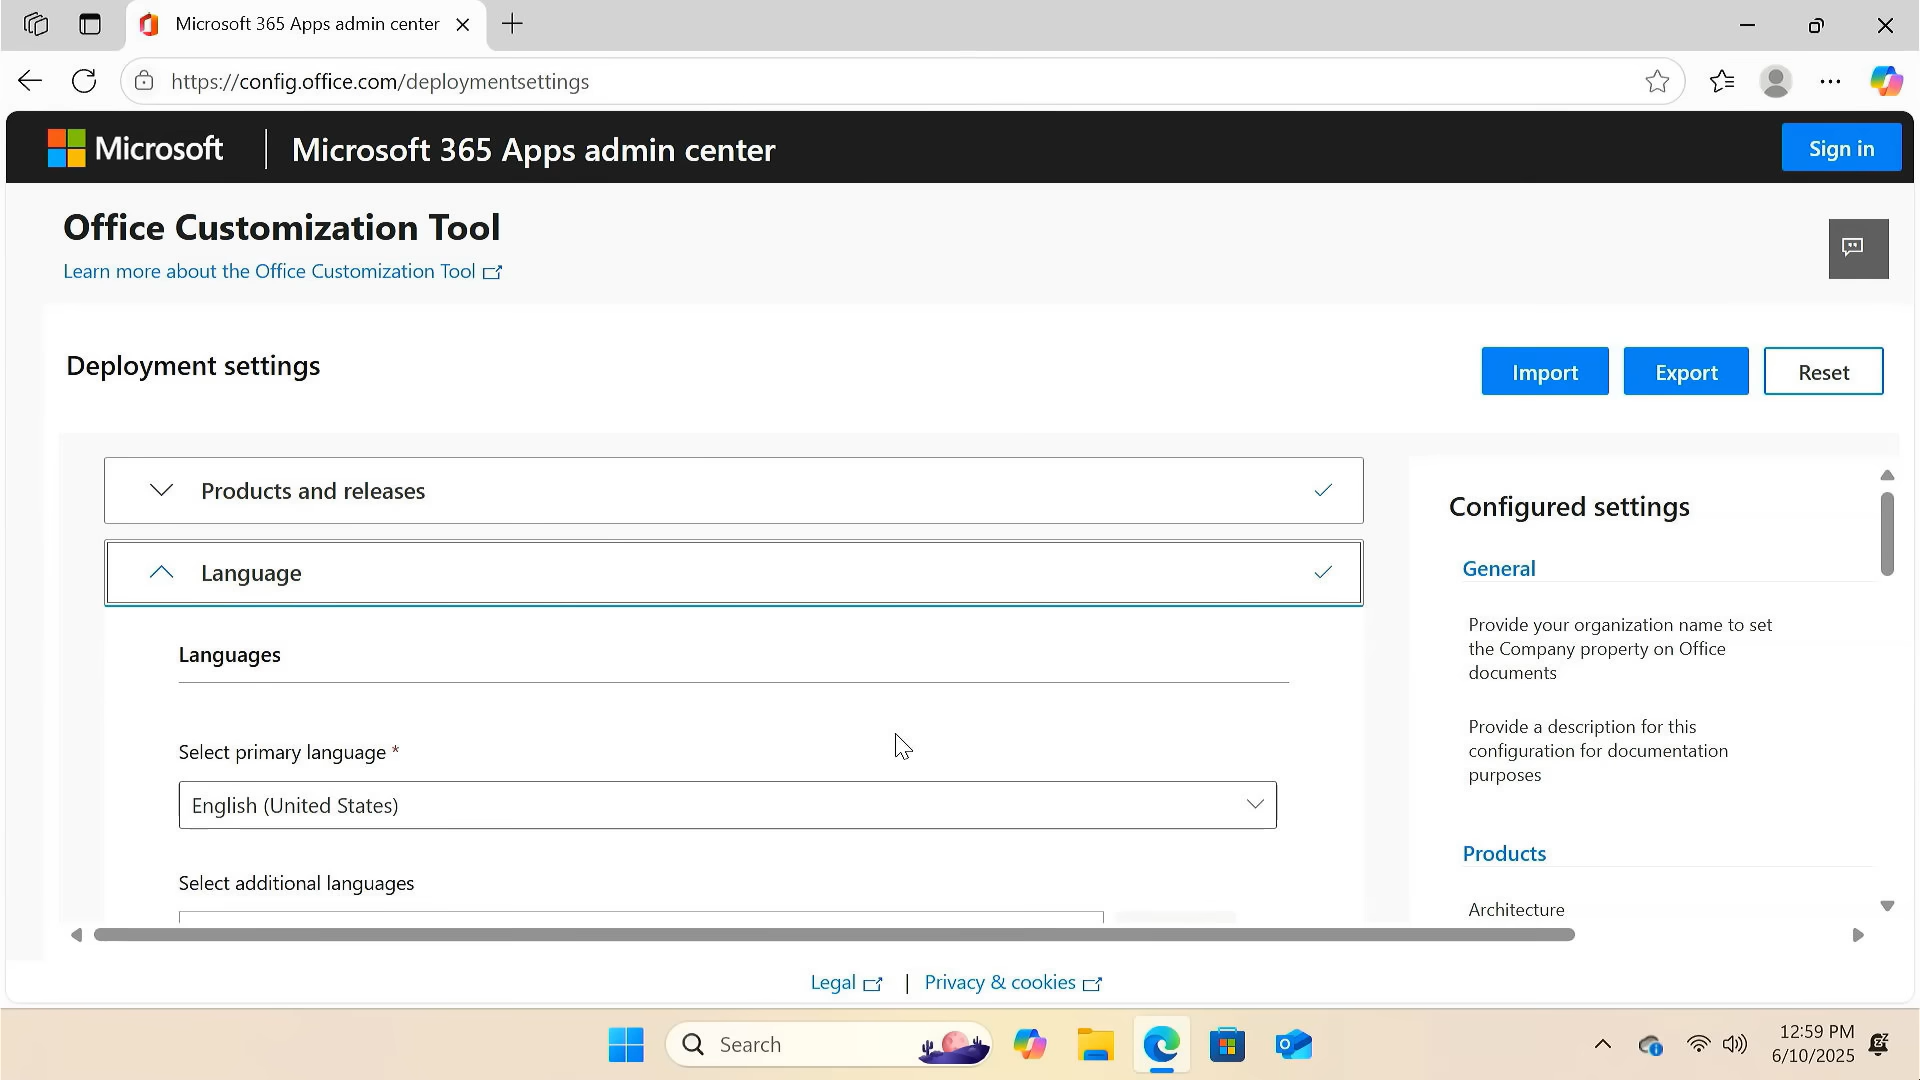 Microsoft 365 Apps admin center
https://config.office.com/deploymentsettings
Microsoft
Microsoft 365 Apps admin center
Sign in
Office Customization Tool
Learn more about the Office Customization Tool
Deployment settings
Import
Export
Reset
Products and releases
Language
Languages
Select primary language *
English (United States)
Select additional languages
Configured settings
General
Provide your organization name to set
the Company property on Office
documents
Provide a description for this
configuration for documentation
purposes
Products
Architecture
Legal
|
Privacy & cookies
Search
12:59 PM
6/10/2025